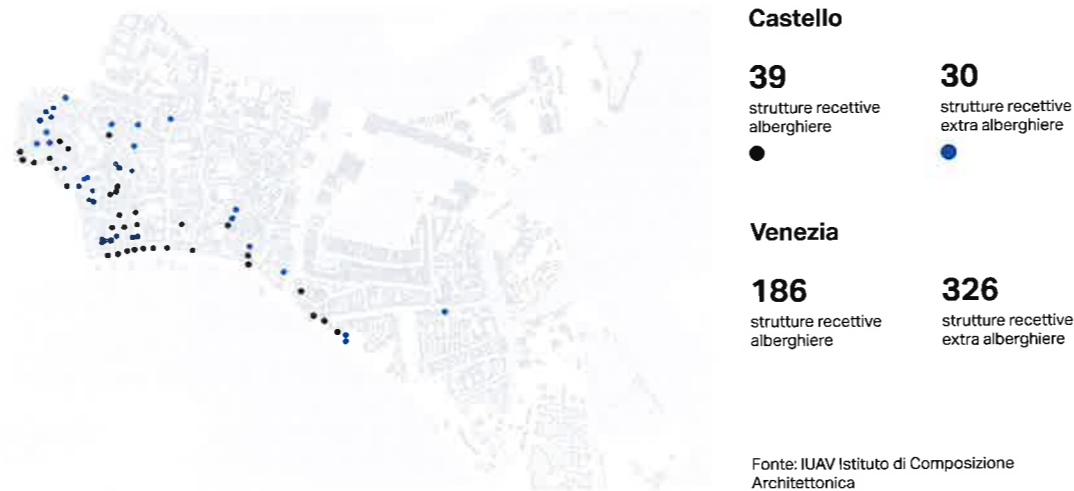 Castello
39
strutture recettive
alberghiere
30
strutture recettive
extra alberghiere
Venezia
186
strutture recettive
alberghiere
326
strutture recettive
extra alberghiere
Fonte: IUAV Istituto di Composizione
Architettonica